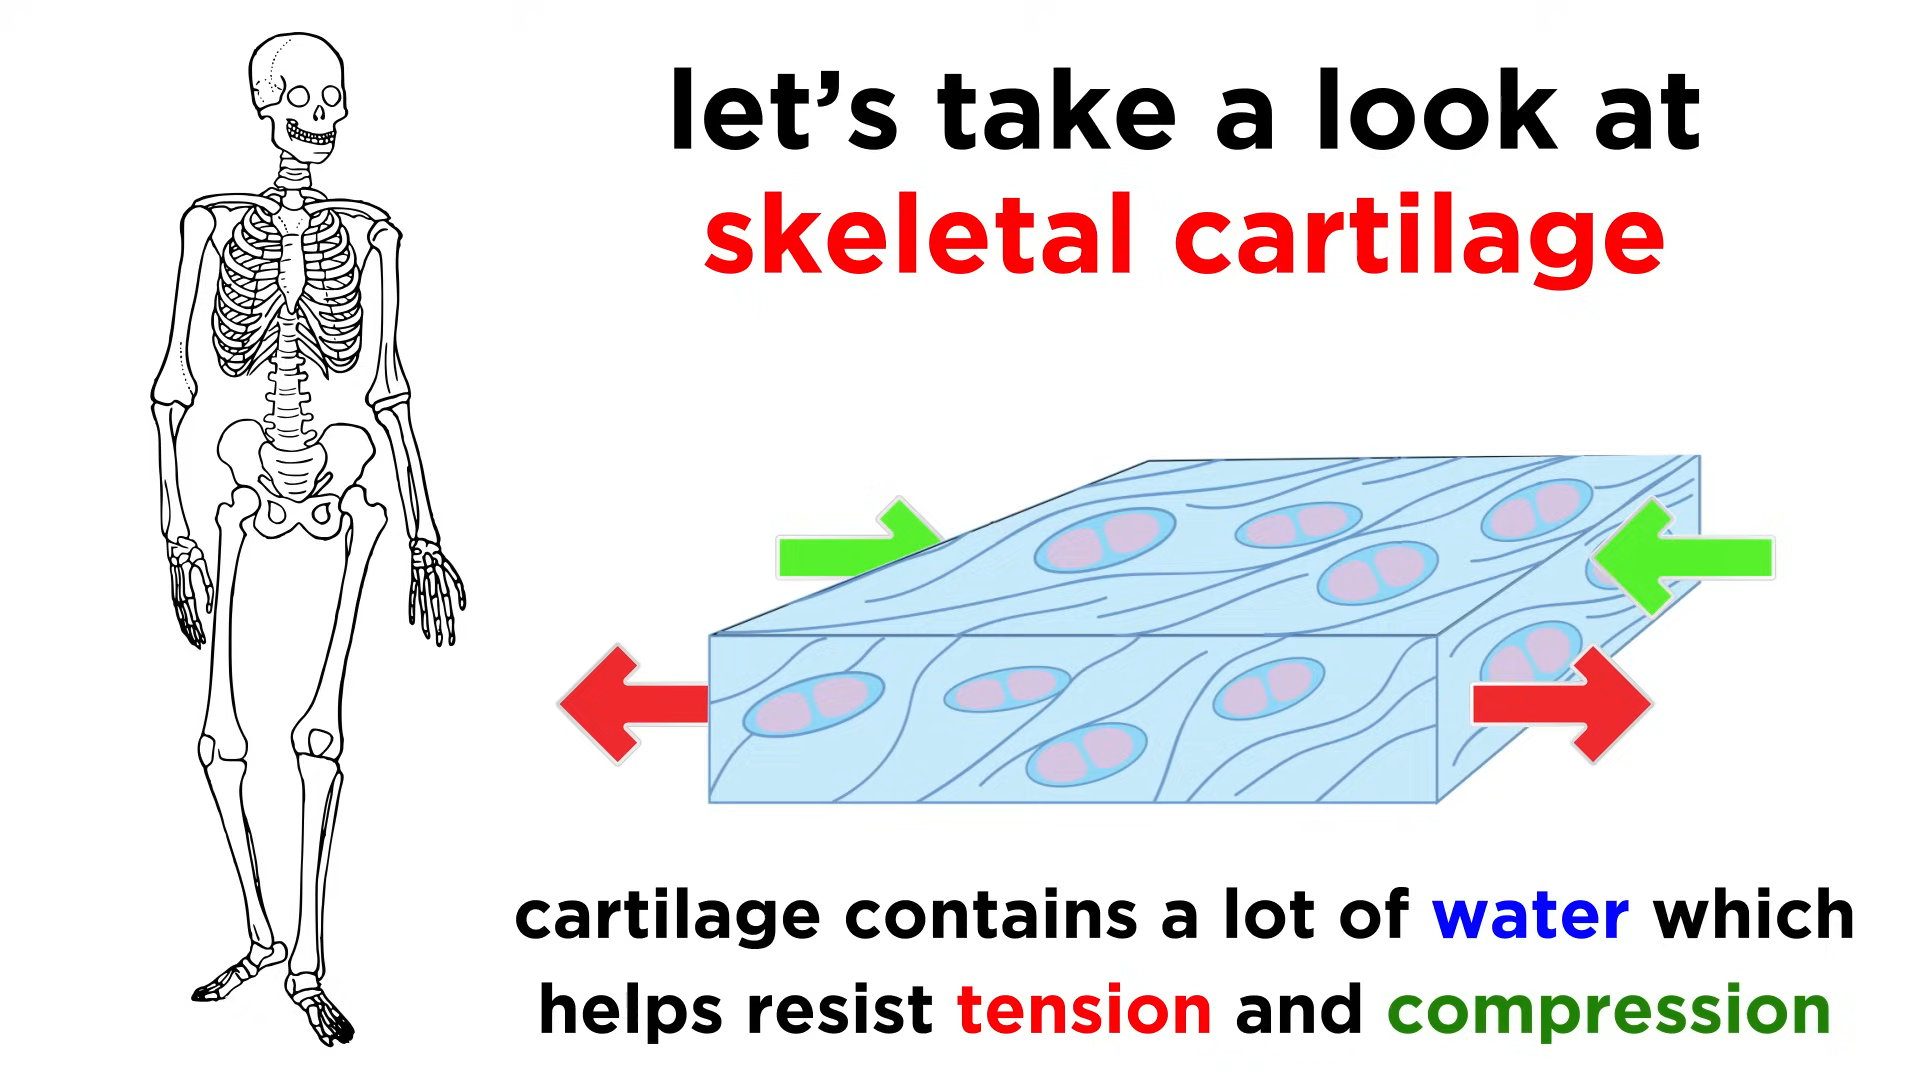 let’s take a look at
skeletal cartilage
cartilage contains a lot of water which
helps resist tension and compression